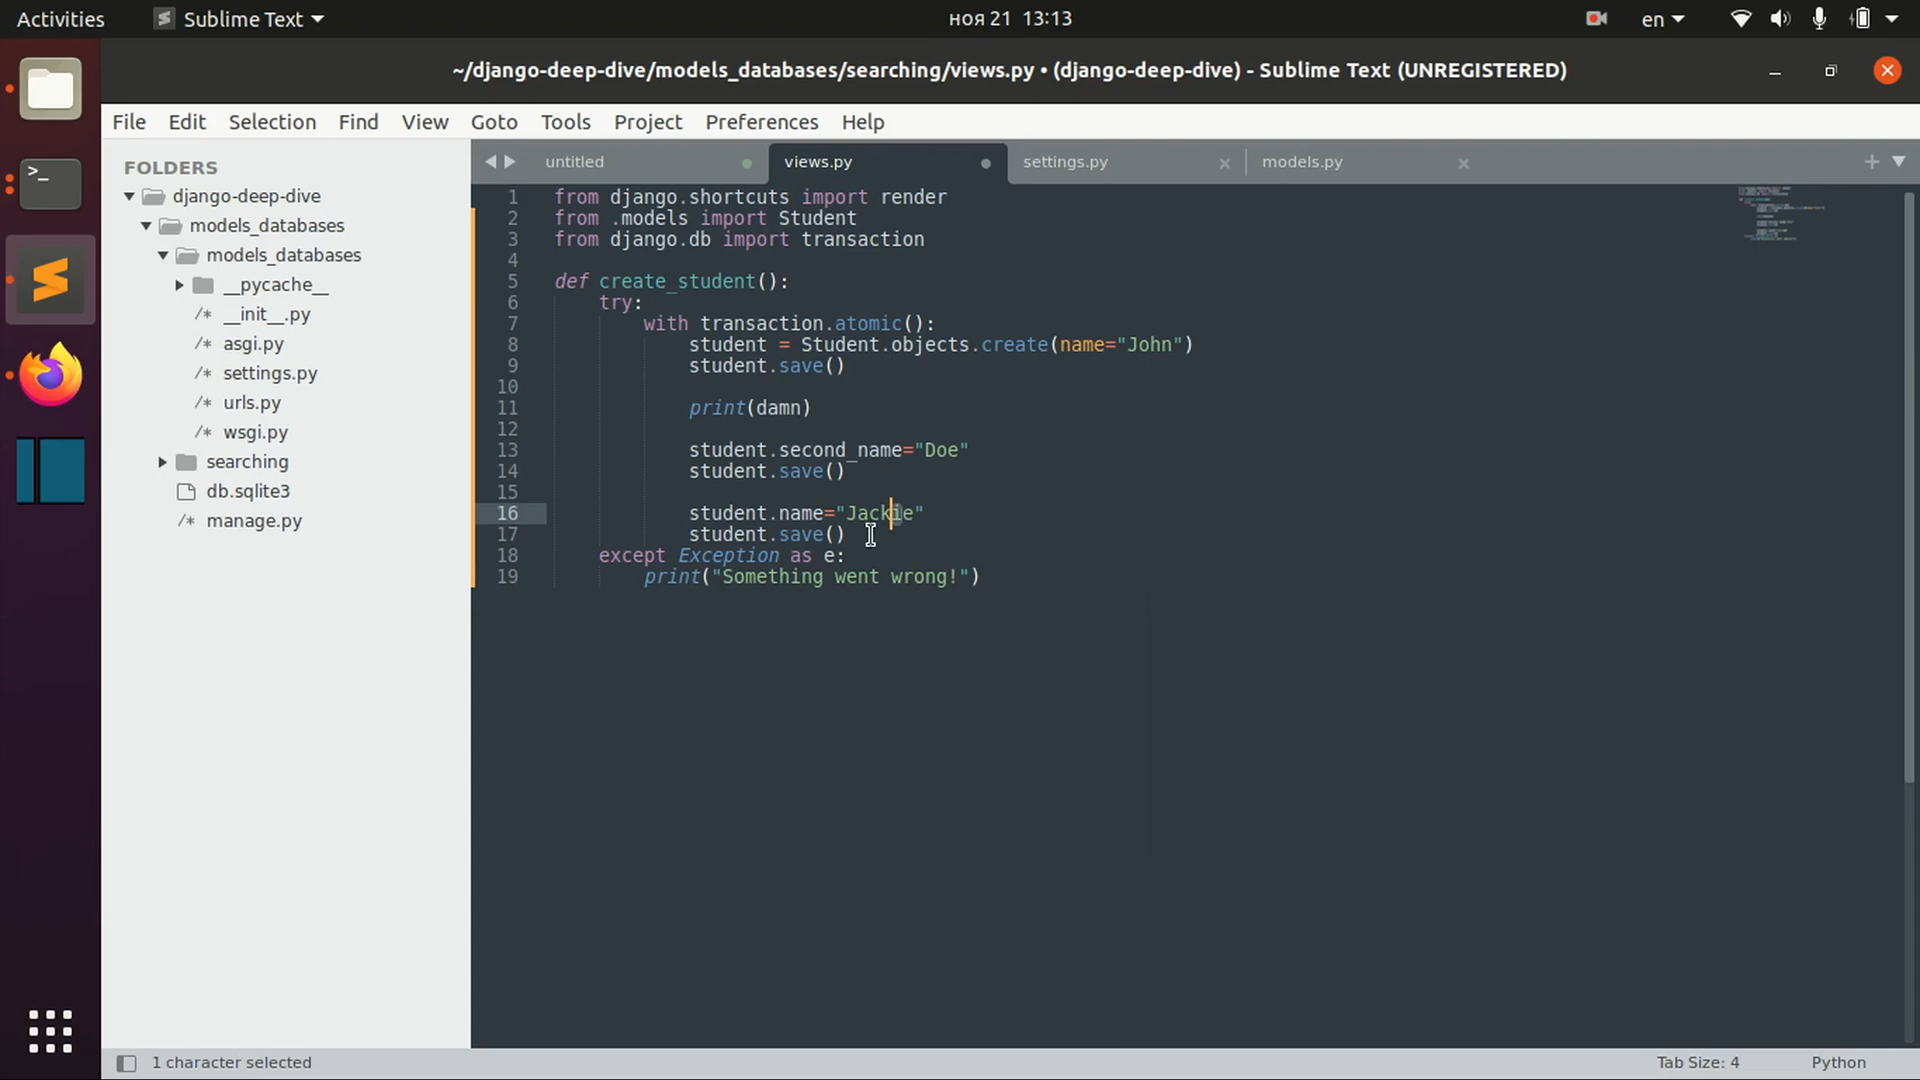 Activities
Sublime Text
ноя 21 13:13
en
~/django-deep-dive/models_databases/searching/views.py • (django-deep-dive) - Sublime Text (UNREGISTERED)
File Edit Selection Find View Goto Tools Project Preferences Help
FOLDERS
django-deep-dive
models_databases
models_databases
__pycache__
/* __init__.py
/* asgi.py
/* settings.py
/* urls.py
/* wsgi.py
searching
db.sqlite3
/* manage.py
untitled
views.py
settings.py
models.py
1 from django.shortcuts import render
2 from .models import Student
3 from django.db import transaction
4
5 def create_student():
6 try:
7 with transaction.atomic():
8 student = Student.objects.create(name="John")
9 student.save()
10
11 print(damn)
12
13 student.second_name="Doe"
14 student.save()
15
16 student.name="Jackie"
17 student.save()
18 except Exception as e:
19 print("Something went wrong!")
1 character selected
Tab Size: 4
Python